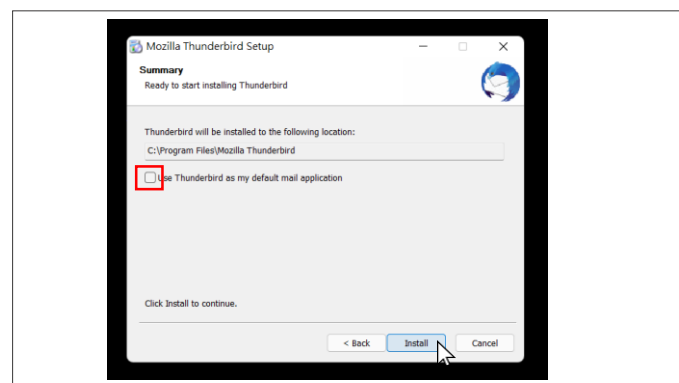 Mozilla Thunderbird Setup
Summary
Ready to start installing Thunderbird
Thunderbird will be installed to the following location:
C:\Program Files\Mozilla Thunderbird
Use Thunderbird as my default mail application
Click Install to continue.
< Back Install Cancel